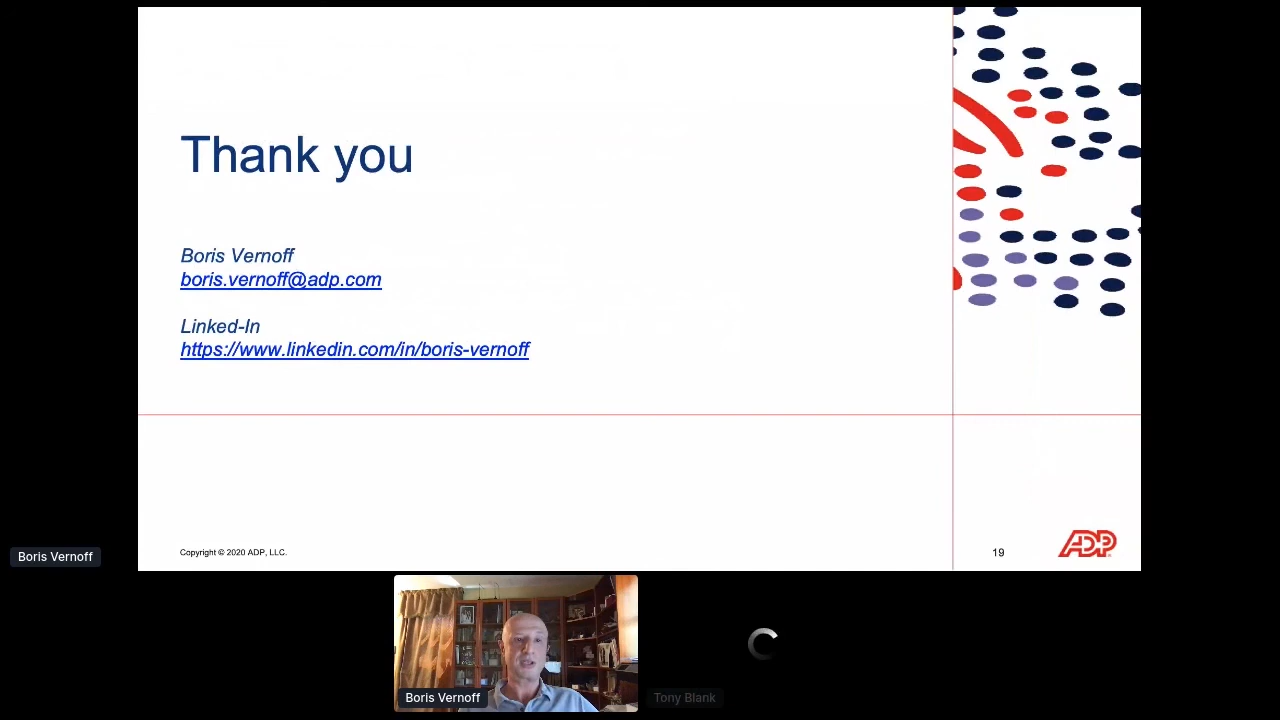 Thank you
Boris Vernoff
boris.vernoff@adp.com
Linked-In
https://www.linkedin.com/in/boris-vernoff
Copyright © 2020 ADP, LLC.
19
ADP
Boris Vernoff
Boris Vernoff
Tony Blank